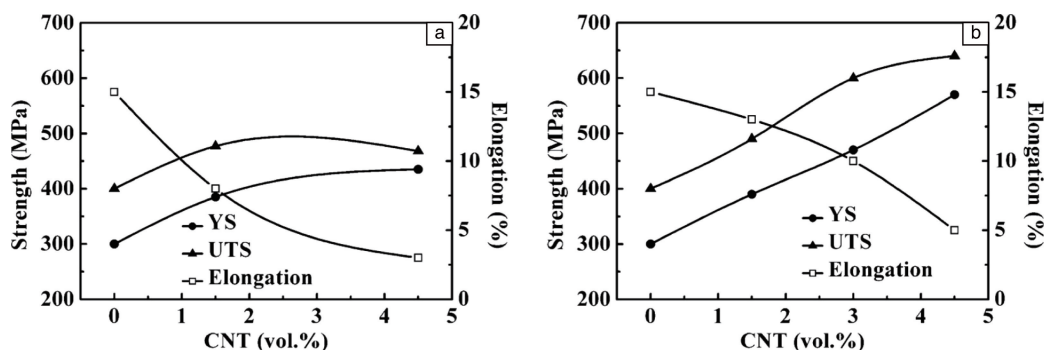 a
700
600
500
400
300
200
20
15
10
5
0
Strength (MPa)
Elongation (%)
YS
UTS
Elongation
0 1 2 3 4 5
CNT (vol.%)
b
700
600
500
400
300
200
20
15
10
5
0
Strength (MPa)
Elongation (%)
YS
UTS
Elongation
0 1 2 3 4 5
CNT (vol.%)